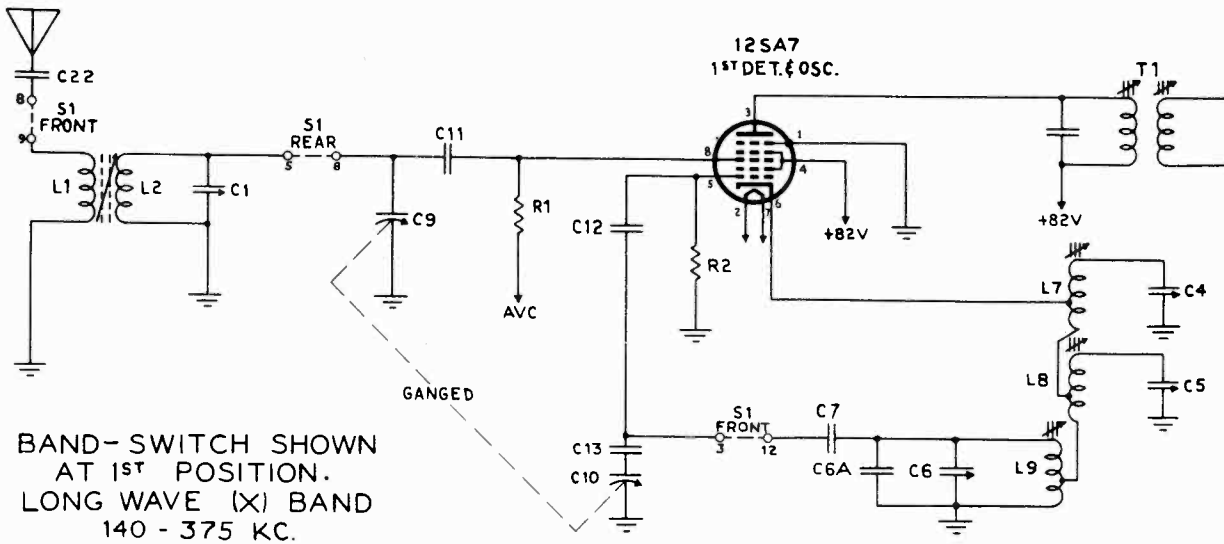 C22
8
S1
FRONT
9
L1
L2
C1
S1
REAR
5
8
C9
C11
R1
AVC
12SA7
1ST DET. & OSC.
3
8
1
5
4
2
7
6
+82V
C12
R2
T1
+82V
L7
C4
L8
C5
GANGED
C13
C10
S1
FRONT
3
12
C7
C6A
C6
L9
BAND-SWITCH SHOWN
AT 1ST POSITION.
LONG WAVE (X) BAND
140 - 375 KC.